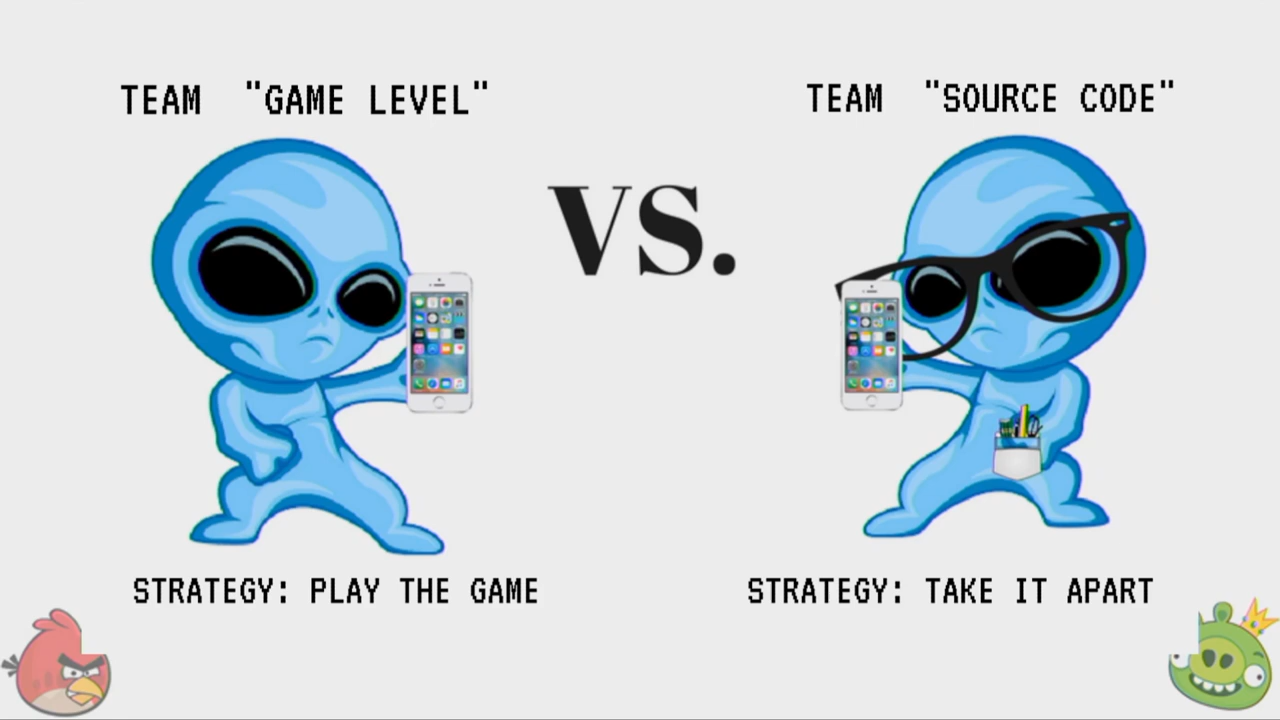 TEAM "GAME LEVEL"
VS.
TEAM "SOURCE CODE"
STRATEGY: PLAY THE GAME
STRATEGY: TAKE IT APART